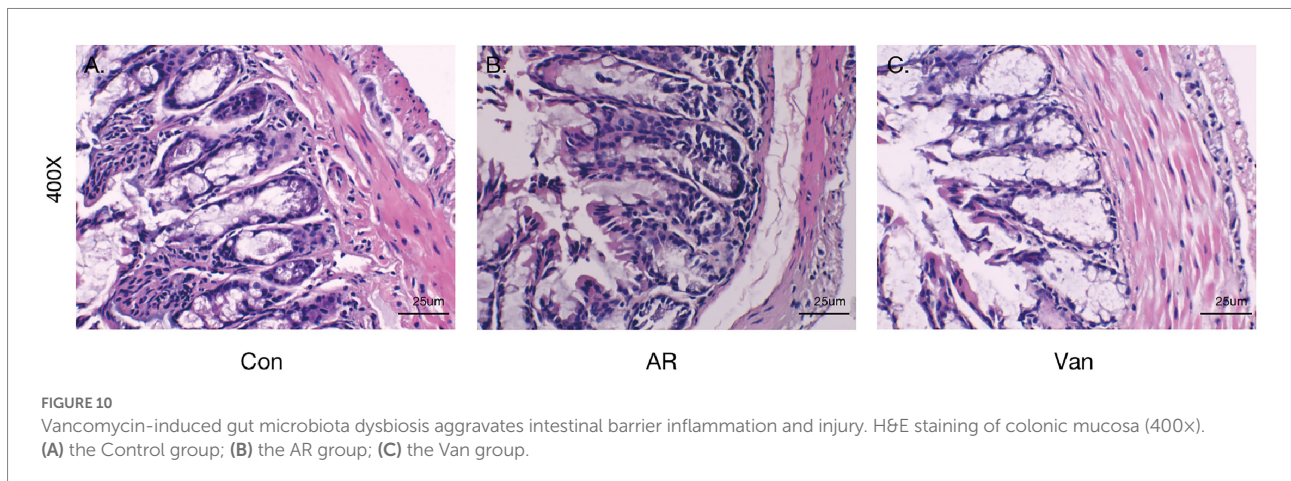 A.
B.
C.
400X
25um
25um
25um
Con
AR
Van
FIGURE 10
Vancomycin-induced gut microbiota dysbiosis aggravates intestinal barrier inflammation and injury. H&E staining of colonic mucosa (400×).
(A) the Control group; (B) the AR group; (C) the Van group.